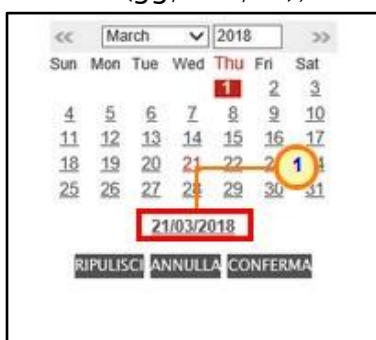 << March 2018 >>
Sun Mon Tue Wed Thu Fri Sat
1 2 3
4 5 6 7 8 9 10
11 12 13 14 15 16 17
18 19 20 21 22
25 26 27 28 29 30 31
1
21/03/2018
RIPULISCI ANNULLA CONFERMA